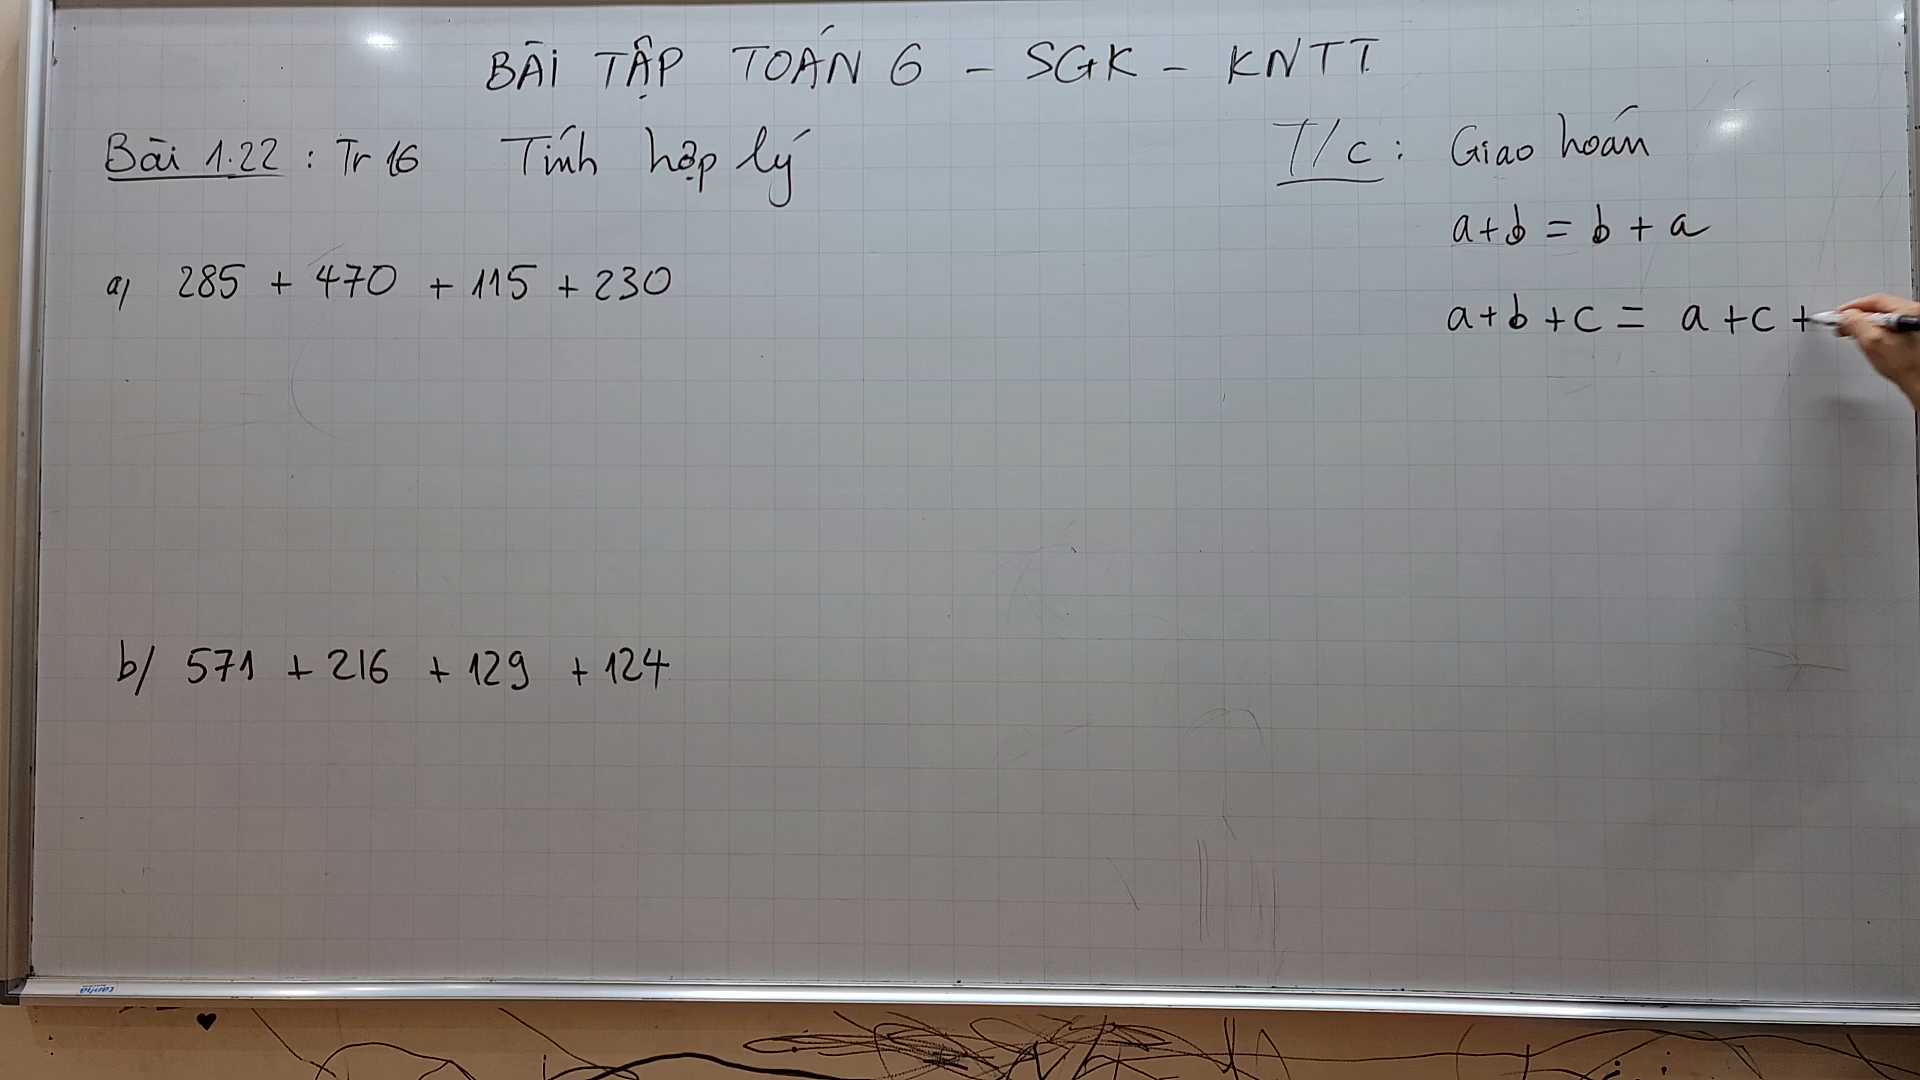 BÀI TẬP TOÁN 6 - SGK - KNTT
Bài 1.22 : Tr 16 Tính hợp lý
a, 285 + 470 + 115 + 230
b/ 571 + 216 + 129 + 124
T/c : Giao hoán
a+b = b + a
a+b+c = a+c+